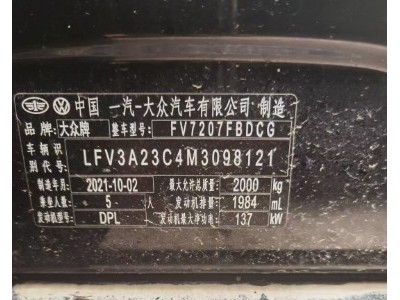 中国 一汽-大众汽车有限公司 制造
品牌: 大众牌 整车型号: FV7207FBDCG
车辆识别代号: LFV3A23C4M3098121
制造年月 2021-10-02 最大允许总质量: 2000 kg
乘坐人数: 5 人 发动机排量: 1984 mL
发动机型号 DPL 发动机最大净功率: 137 kW